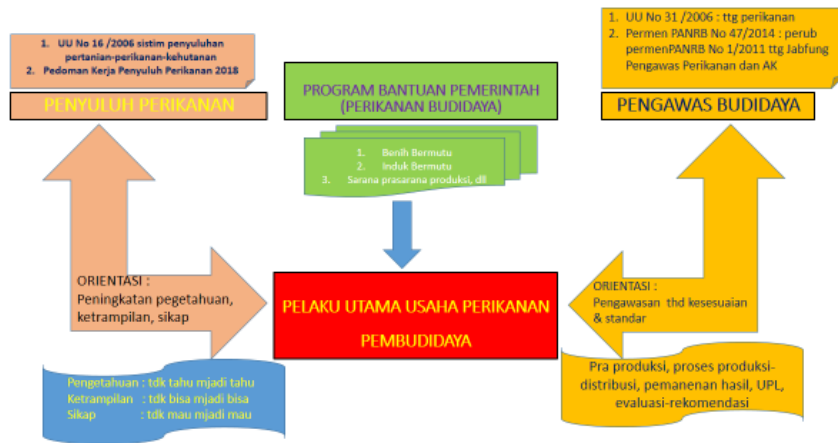 1. UU No 16 /2006 sistim penyuluhan
pertanian-perikanan-kehutanan
2. Pedoman Kerja Penyuluh Perikanan 2018
PENYULUH PERIKANAN
PROGRAM BANTUAN PEMERINTAH
(PERIKANAN BUDIDAYA)
1. Benih Bermutu
2. Induk Bermutu
3. Sarana prasarana produksi, dll
1. UU No 31 /2006 : ttg perikanan
2. Permen PANRB No 47/2014 : perub
permenPANRB No 1/2011 ttg Jabfung
Pengawas Perikanan dan AK
PENGAWAS BUDIDAYA
ORIENTASI :
Peningkatan pegetahuan,
ketrampilan, sikap
PELAKU UTAMA USAHA PERIKANAN
PEMBUDIDAYA
ORIENTASI :
Pengawasan thd kesesuaian
& standar
Pengetahuan : tdk tahu mjadi tahu
Ketrampilan : tdk bisa mjadi bisa
Sikap : tdk mau mjadi mau
Pra produksi, proses produksi-
distribusi, pemanenan hasil, UPL,
evaluasi-rekomendasi